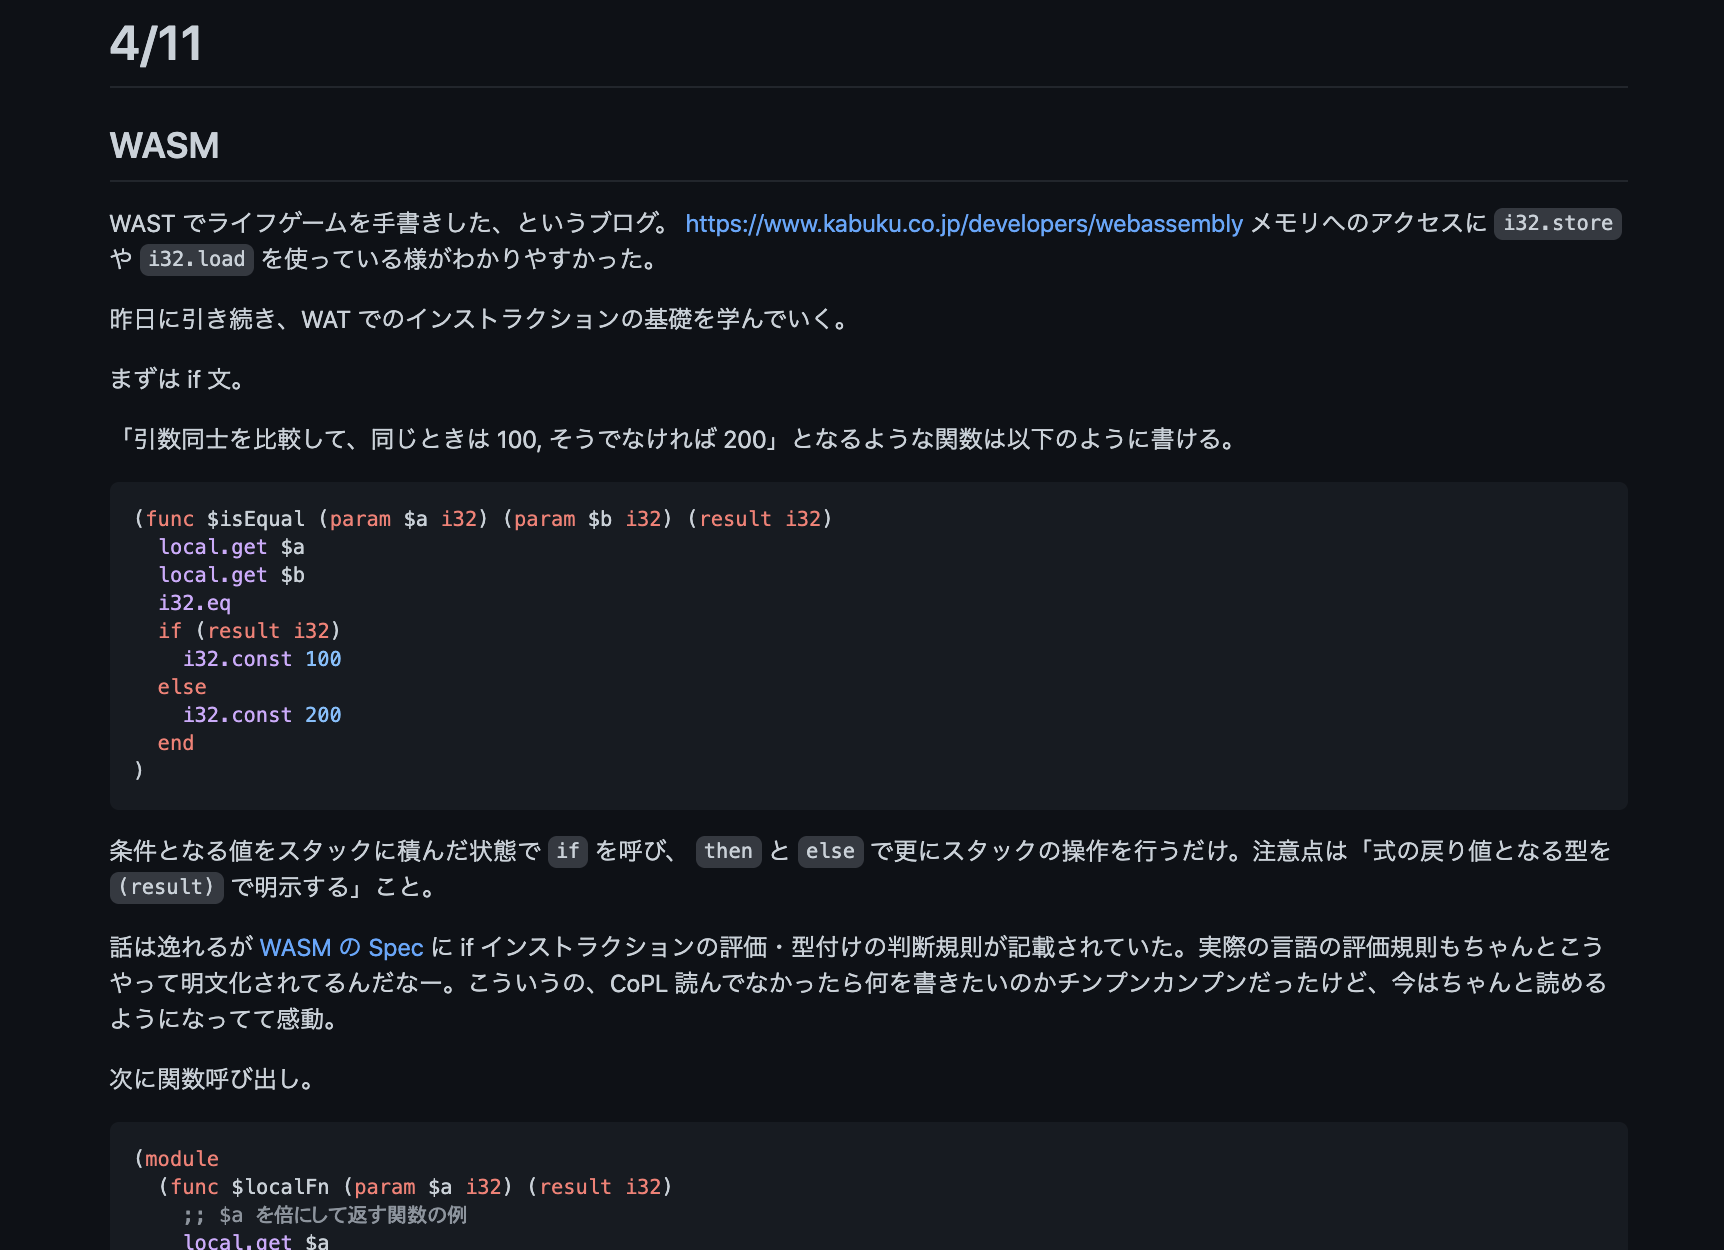 4/11
WASM
WAST でライフゲームを手書きした、というブログ。 https://www.kabuku.co.jp/developers/webassembly メモリへのアクセスに i32.store
や i32.load を使っている様がわかりやすかった。
昨日に引き続き、WAT でのインストラクションの基礎を学んでいく。
まずは if 文。
「引数同士を比較して、同じときは 100, そうでなければ 200」となるような関数は以下のように書ける。
(func $isEqual (param $a i32) (param $b i32) (result i32)
  local.get $a
  local.get $b
  i32.eq
  if (result i32)
    i32.const 100
  else
    i32.const 200
  end
)
条件となる値をスタックに積んだ状態で if を呼び、 then と else で更にスタックの操作を行うだけ。注意点は「式の戻り値となる型を
(result) で明示する」こと。
話は逸れるが WASM の Spec に if インストラクションの評価・型付けの判断規則が記載されていた。実際の言語の評価規則もちゃんとこう
やって明文化されてるんだなー。こういうの、CoPL 読んでなかったら何を書きたいのかチンプンカンプンだったけど、今はちゃんと読める
ようになってて感動。
次に関数呼び出し。
(module
  (func $localFn (param $a i32) (result i32)
    ;; $a を倍にして返す関数の例
    local.get $a